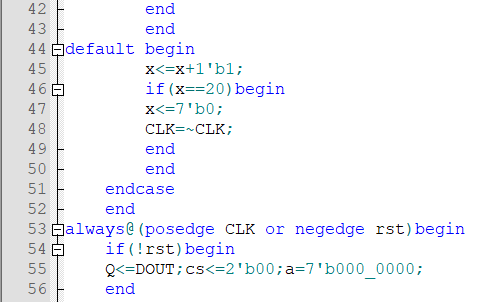 42 end
43 end
44 default begin
45 x<=x+1'b1;
46 if(x==20)begin
47 x<=7'b0;
48 CLK=~CLK;
49 end
50 end
51 endcase
52 end
53 always@(posedge CLK or negedge rst)begin
54 if(!rst)begin
55 Q<=DOUT;cs<=2'b00;a=7'b000_0000;
56 end